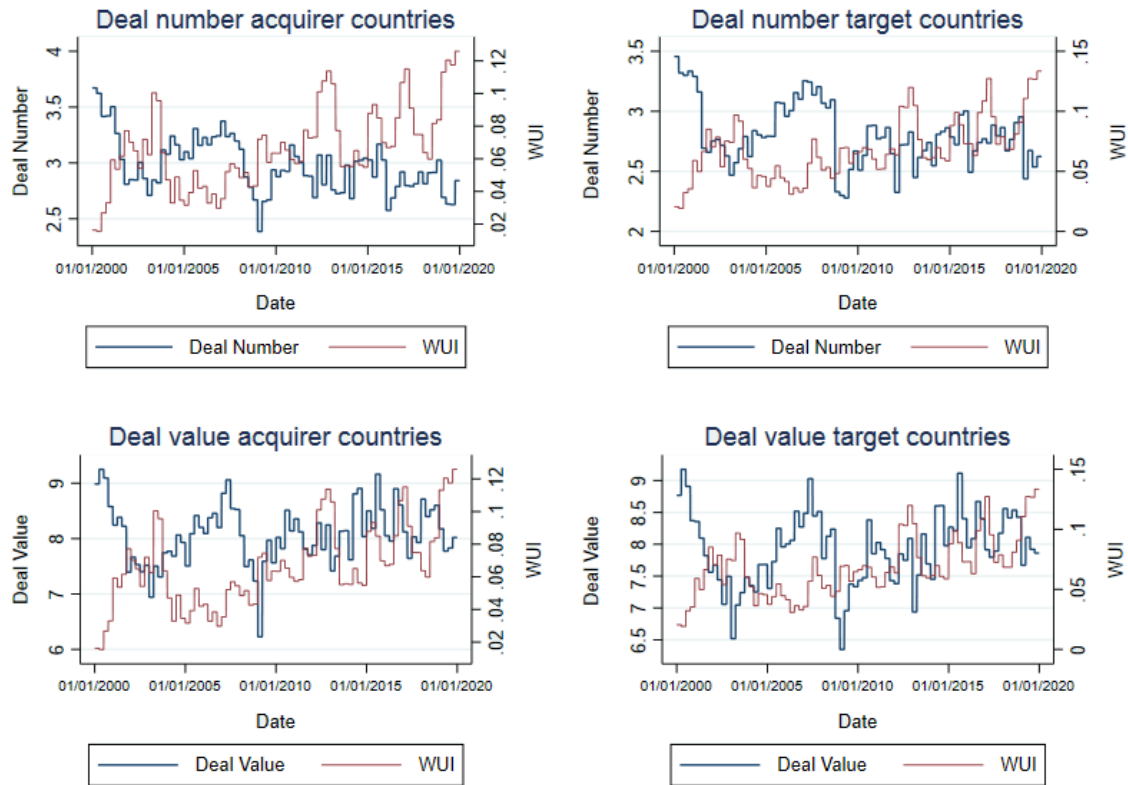 Deal number acquirer countries
Deal Number
4
3.5
3
2.5
WUI
.12
.1
.08
.06
.04
.02
01/01/2000 01/01/2005 01/01/2010 01/01/2015 01/01/2020
Date
Deal Number WUI
Deal number target countries
Deal Number
3.5
3
2.5
2
WUI
.15
.1
.05
0
01/01/2000 01/01/2005 01/01/2010 01/01/2015 01/01/2020
Date
Deal Number WUI
Deal value acquirer countries
Deal Value
9
8
7
6
WUI
.12
.1
.08
.06
.04
.02
01/01/2000 01/01/2005 01/01/2010 01/01/2015 01/01/2020
Date
Deal Value WUI
Deal value target countries
Deal Value
9
8.5
8
7.5
7
6.5
WUI
.15
.1
.05
0
01/01/2000 01/01/2005 01/01/2010 01/01/2015 01/01/2020
Date
Deal Value WUI